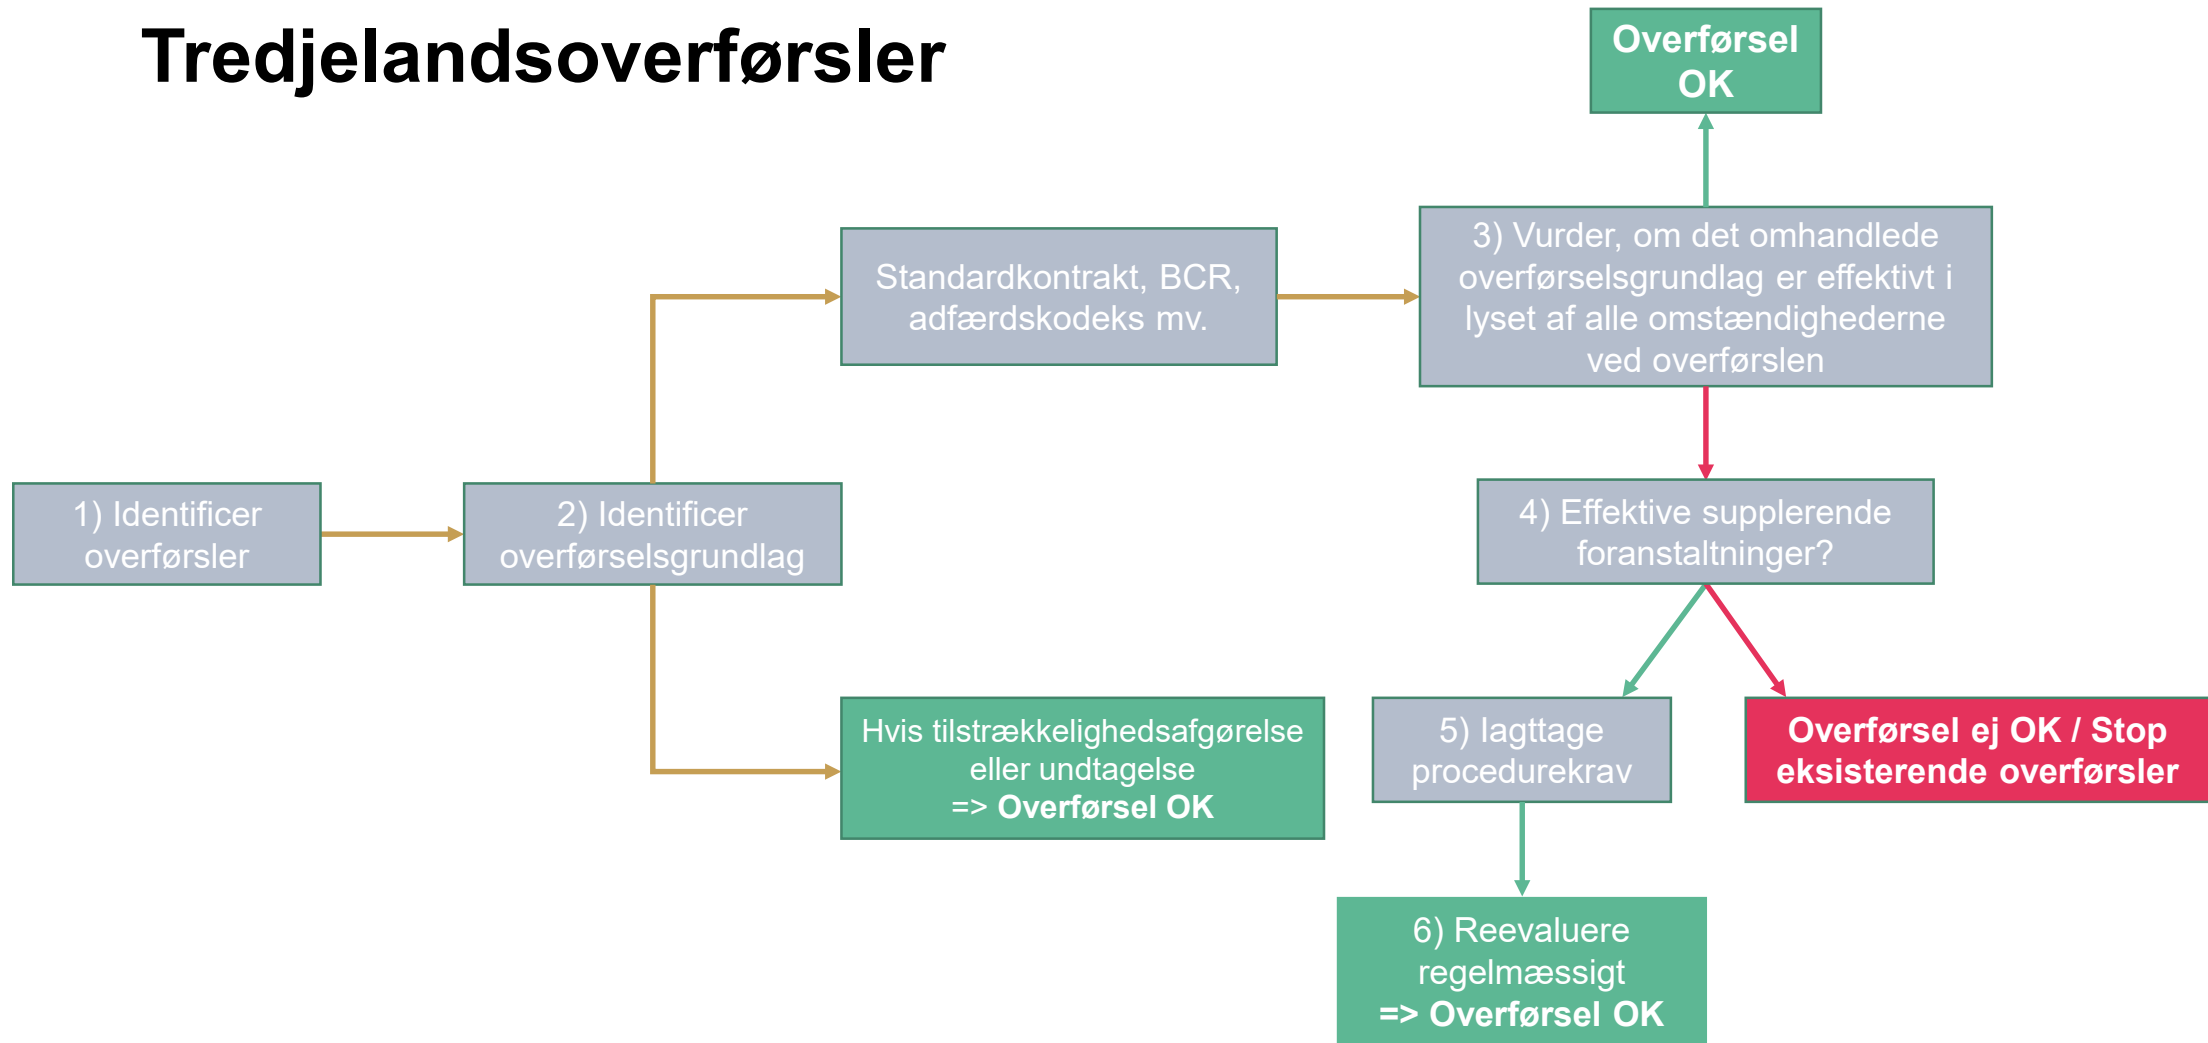 Tredjelandsoverførsler
Overførsel
OK
Standardkontrakt, BCR,
adfærdskodeks mv.
3) Vurder, om det omhandlede
overførselsgrundlag er effektivt i
lyset af alle omstændighederne
ved overførslen
1) Identificer
overførsler
2) Identificer
overførselsgrundlag
4) Effektive supplerende
foranstaltninger?
Hvis tilstrækkelighedsafgørelse
eller undtagelse
=> Overførsel OK
5) Iagttage
procedurekrav
Overførsel ej OK / Stop
eksisterende overførsler
6) Reevaluere
regelmæssigt
=> Overførsel OK